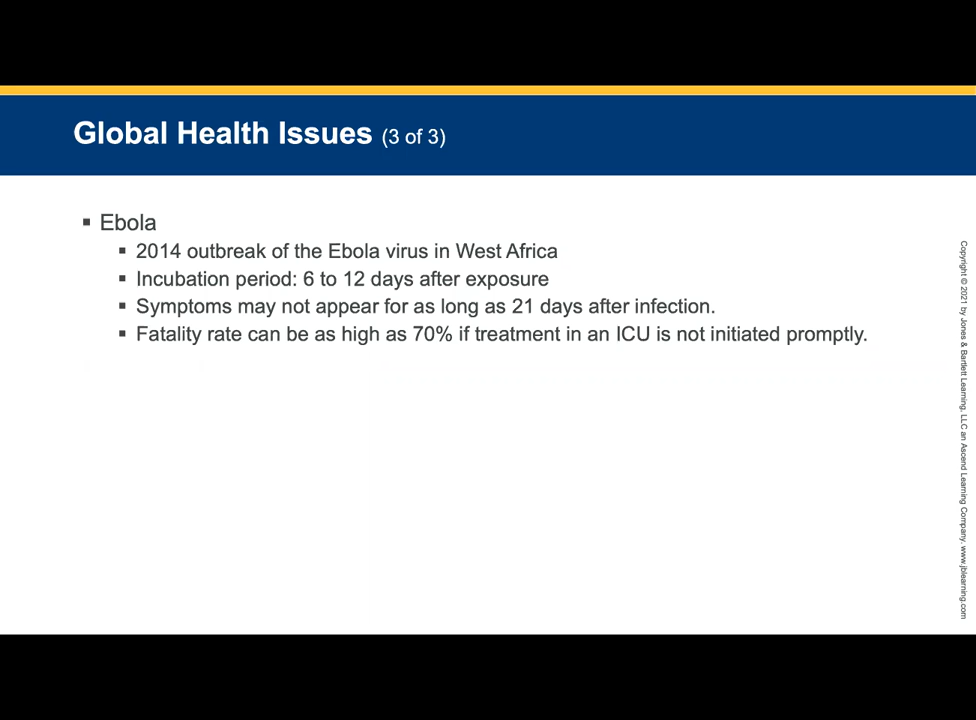 Global Health Issues (3 of 3)
▪ Ebola
▪ 2014 outbreak of the Ebola virus in West Africa
▪ Incubation period: 6 to 12 days after exposure
▪ Symptoms may not appear for as long as 21 days after infection.
▪ Fatality rate can be as high as 70% if treatment in an ICU is not initiated promptly.
Copyright © 2021 by Jones & Bartlett Learning, LLC an Ascend Learning Company. www.jblearning.com